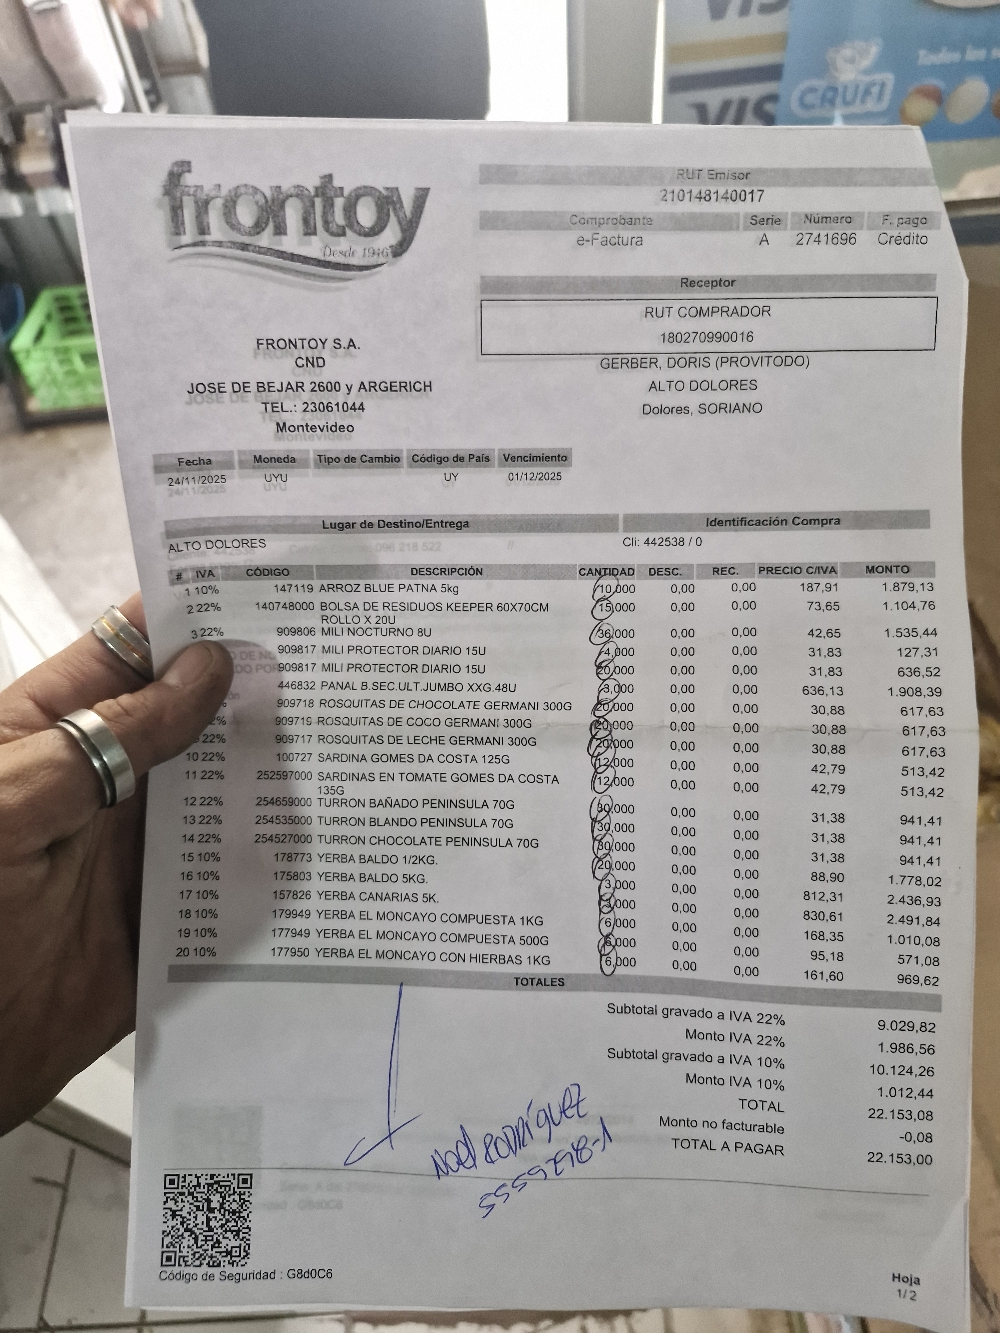 VIS
Todos los
CRUFI
VIS
frontoy
Desde 1946
RUT Emisor
210148140017
Comprobante Serie Número F. pago
e-Factura A 2741696 Crédito
Receptor
RUT COMPRADOR
180270990016
GERBER, DORIS (PROVITODO)
ALTO DOLORES
Dolores, SORIANO
FRONTOY S.A.
CND
JOSE DE BEJAR 2600 y ARGERICH
TEL.: 23061044
Montevideo
Fecha Moneda Tipo de Cambio Código de País Vencimiento
24/11/2025 UYU UY 01/12/2025
Lugar de Destino/Entrega Identificación Compra
ALTO DOLORES Cli: 442538 / 0
# IVA CÓDIGO DESCRIPCIÓN CANTIDAD DESC. REC. PRECIO C/IVA MONTO
1 10% 147119 ARROZ BLUE PATNA 5kg 10,000 0,00 0,00 187,91 1.879,13
2 22% 140748000 BOLSA DE RESIDUOS KEEPER 60X70CM 15,000 0,00 0,00 73,65 1.104,76
ROLLO X 20U
3 22% 909806 MILI NOCTURNO 8U 36,000 0,00 0,00 42,65 1.535,44
909817 MILI PROTECTOR DIARIO 15U 4,000 0,00 0,00 31,83 127,31
909817 MILI PROTECTOR DIARIO 15U 20,000 0,00 0,00 31,83 636,52
446832 PANAL B.SEC.ULT.JUMBO XXG.48U 3,000 0,00 0,00 636,13 1.908,39
909718 ROSQUITAS DE CHOCOLATE GERMANI 300G 20,000 0,00 0,00 30,88 617,63
909719 ROSQUITAS DE COCO GERMANI 300G 20,000 0,00 0,00 30,88 617,63
22% 909717 ROSQUITAS DE LECHE GERMANI 300G 20,000 0,00 0,00 30,88 617,63
10 22% 100727 SARDINA GOMES DA COSTA 125G 12,000 0,00 0,00 42,79 513,42
11 22% 252597000 SARDINAS EN TOMATE GOMES DA COSTA 12,000 0,00 0,00 42,79 513,42
135G
12 22% 254659000 TURRON BAÑADO PENINSULA 70G 30,000 0,00 0,00 31,38 941,41
13 22% 254535000 TURRON BLANDO PENINSULA 70G 30,000 0,00 0,00 31,38 941,41
14 22% 254527000 TURRON CHOCOLATE PENINSULA 70G 30,000 0,00 0,00 31,38 941,41
15 10% 178773 YERBA BALDO 1/2KG. 20,000 0,00 0,00 88,90 1.778,02
16 10% 175803 YERBA BALDO 5KG. 3,000 0,00 0,00 812,31 2.436,93
17 10% 157826 YERBA CANARIAS 5K. 3,000 0,00 0,00 830,61 2.491,84
18 10% 179949 YERBA EL MONCAYO COMPUESTA 1KG 6,000 0,00 0,00 168,35 1.010,08
19 10% 177949 YERBA EL MONCAYO COMPUESTA 500G 6,000 0,00 0,00 95,18 571,08
20 10% 177950 YERBA EL MONCAYO CON HIERBAS 1KG 6,000 0,00 0,00 161,60 969,62
TOTALES
Subtotal gravado a IVA 22% 9.029,82
Monto IVA 22% 1.986,56
Subtotal gravado a IVA 10% 10.124,26
Monto IVA 10% 1.012,44
TOTAL 22.153,08
Monto no facturable -0,08
TOTAL A PAGAR 22.153,00
Noel Rodríguez
Código de Seguridad : G8d0C6
Hoja
1/ 2